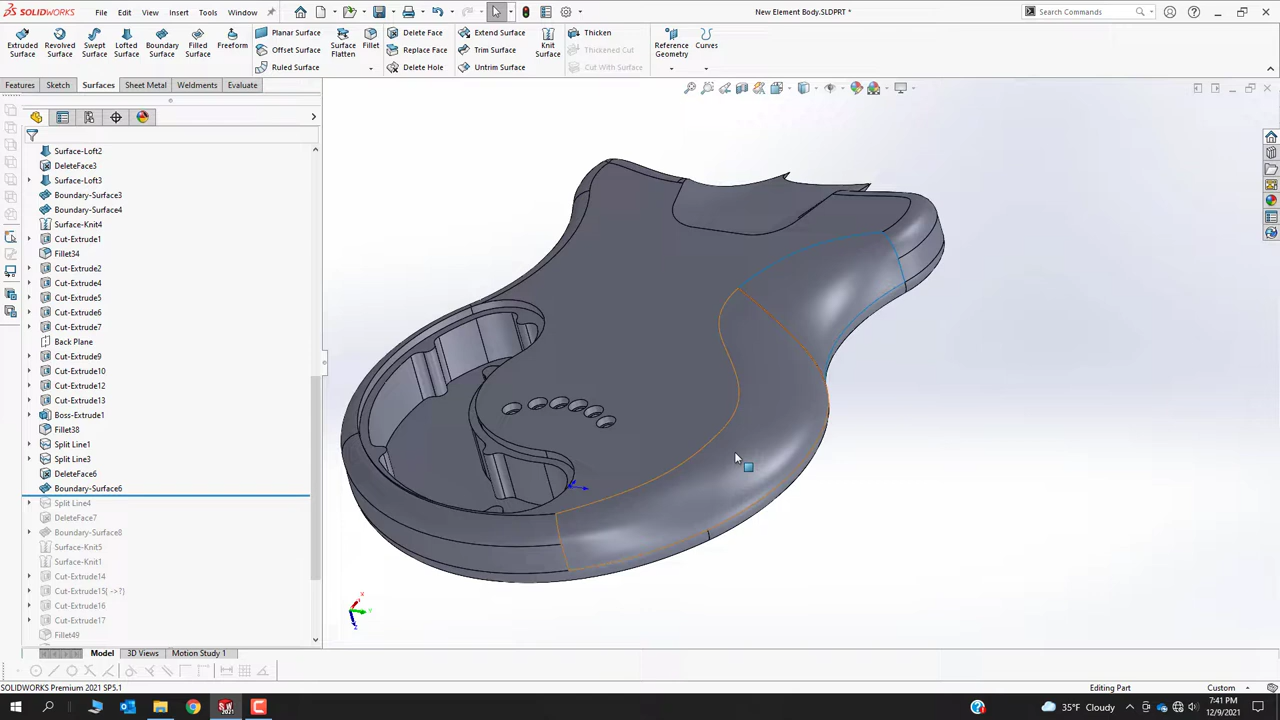 SOLIDWORKS File Edit View Insert Tools Window New Element Body.SLDPRT * Search Commands
Extruded Surface Revolved Surface Swept Surface Lofted Surface Boundary Surface Filled Surface Freeform
Planar Surface
Offset Surface
Ruled Surface
Surface Flatten Fillet
Delete Face
Replace Face
Delete Hole
Extend Surface
Trim Surface
Untrim Surface
Knit Surface
Thicken
Thickened Cut
Cut With Surface
Reference Geometry Curves
Features Sketch Surfaces Sheet Metal Weldments Evaluate
Surface-Loft2
DeleteFace3
Surface-Loft3
Boundary-Surface3
Boundary-Surface4
Surface-Knit4
Cut-Extrude1
Fillet34
Cut-Extrude2
Cut-Extrude4
Cut-Extrude5
Cut-Extrude6
Cut-Extrude7
Back Plane
Cut-Extrude9
Cut-Extrude10
Cut-Extrude12
Cut-Extrude13
Boss-Extrude1
Fillet38
Split Line1
Split Line3
DeleteFace6
Boundary-Surface6
Split Line4
DeleteFace7
Boundary-Surface8
Surface-Knit5
Surface-Knit1
Cut-Extrude14
Cut-Extrude15{ ->?}
Cut-Extrude16
Cut-Extrude17
Fillet49
Model 3D Views Motion Study 1
SOLIDWORKS Premium 2021 SP5.1 Editing Part Custom
35°F Cloudy 7:41 PM
12/9/2021